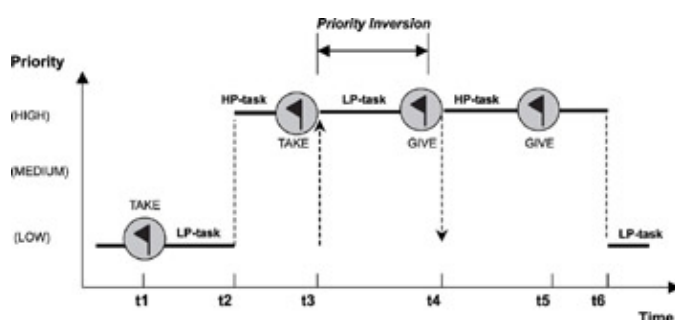 Priority Inversion
Priority
HP-task LP-task HP-task
(HIGH)
TAKE GIVE GIVE
(MEDIUM)
TAKE
(LOW) LP-task LP-task
t1 t2 t3 t4 t5 t6
Time